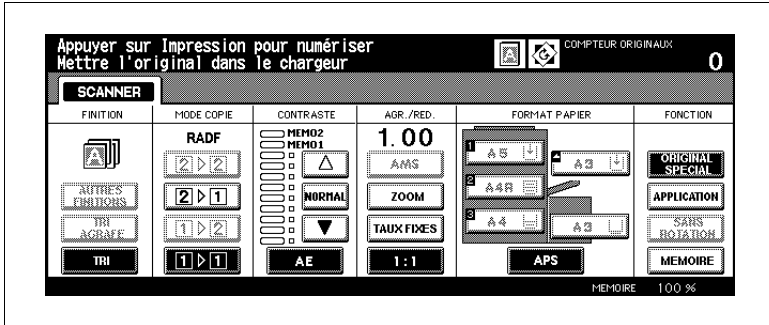 Appuyer sur Impression pour numériser
Mettre l'original dans le chargeur
COMPTEUR ORIGINAUX
0
SCANNER
FINITION
MODE COPIE
CONTRASTE
AGR./RED.
FORMAT PAPIER
FONCTION
RADF
MEMO2
MEMO1
1.00
2 ▷ 2
AMS
1 A5
A3
ORIGINAL
SPECIAL
AUTRES
FINITIONS
2 ▷ 1
NORMAL
ZOOM
2 A4R
APPLICATION
TRI
AGRAFE
1 ▷ 2
TAUX FIXES
3 A4
A3
SANS
ROTATION
TRI
1 ▷ 1
AE
1:1
APS
MEMOIRE
MEMOIRE 100 %